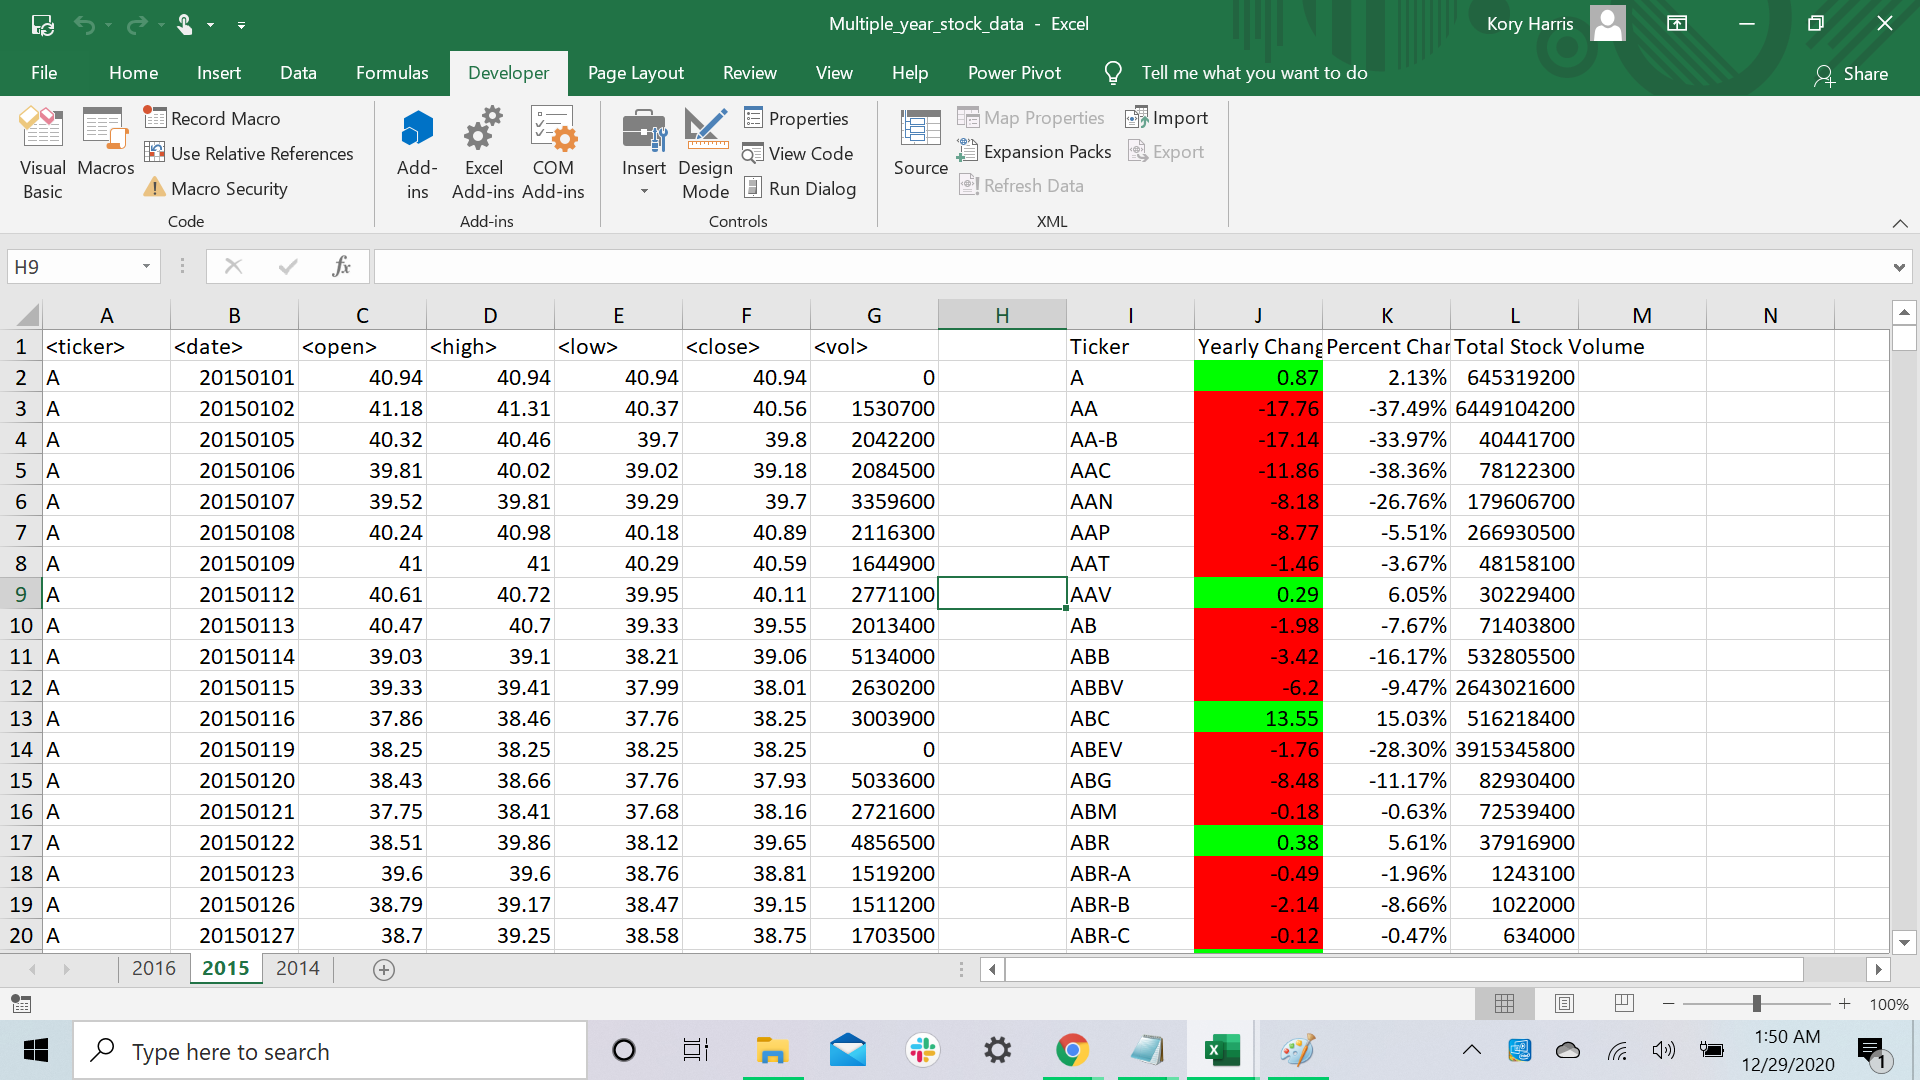 Multiple_year_stock_data - Excel
Kory Harris
File Home Insert Data Formulas Developer Page Layout Review View Help Power Pivot Tell me what you want to do Share
Visual Basic
Macros
Record Macro
Use Relative References
Macro Security
Code
Add-ins
Excel Add-ins
COM Add-ins
Add-ins
Insert
Design Mode
Properties
View Code
Run Dialog
Controls
Source
Map Properties
Expansion Packs
Refresh Data
Import
Export
XML
H9 fx
A B C D E F G H I J K L M N
1 <ticker> <date> <open> <high> <low> <close> <vol> Ticker Yearly Chang Percent Char Total Stock Volume
2 A 20150101 40.94 40.94 40.94 40.94 0 A 0.87 2.13% 645319200
3 A 20150102 41.18 41.31 40.37 40.56 1530700 AA -17.76 -37.49% 6449104200
4 A 20150105 40.32 40.46 39.7 39.8 2042200 AA-B -17.14 -33.97% 40441700
5 A 20150106 39.81 40.02 39.02 39.18 2084500 AAC -11.86 -38.36% 78122300
6 A 20150107 39.52 39.81 39.29 39.7 3359600 AAN -8.18 -26.76% 179606700
7 A 20150108 40.24 40.98 40.18 40.89 2116300 AAP -8.77 -5.51% 266930500
8 A 20150109 41 41 40.29 40.59 1644900 AAT -1.46 -3.67% 48158100
9 A 20150112 40.61 40.72 39.95 40.11 2771100 AAV 0.29 6.05% 30229400
10 A 20150113 40.47 40.7 39.33 39.55 2013400 AB -1.98 -7.67% 71403800
11 A 20150114 39.03 39.1 38.21 39.06 5134000 ABB -3.42 -16.17% 532805500
12 A 20150115 39.33 39.41 37.99 38.01 2630200 ABBV -6.2 -9.47% 2643021600
13 A 20150116 37.86 38.46 37.76 38.25 3003900 ABC 13.55 15.03% 516218400
14 A 20150119 38.25 38.25 38.25 38.25 0 ABEV -1.76 -28.30% 3915345800
15 A 20150120 38.43 38.66 37.76 37.93 5033600 ABG -8.48 -11.17% 82930400
16 A 20150121 37.75 38.41 37.68 38.16 2721600 ABM -0.18 -0.63% 72539400
17 A 20150122 38.51 39.86 38.12 39.65 4856500 ABR 0.38 5.61% 37916900
18 A 20150123 39.6 39.6 38.76 38.81 1519200 ABR-A -0.49 -1.96% 1243100
19 A 20150126 38.79 39.17 38.47 39.15 1511200 ABR-B -2.14 -8.66% 1022000
20 A 20150127 38.7 39.25 38.58 38.75 1703500 ABR-C -0.12 -0.47% 634000
2016 2015 2014
100%
Type here to search
1:50 AM
12/29/2020
1